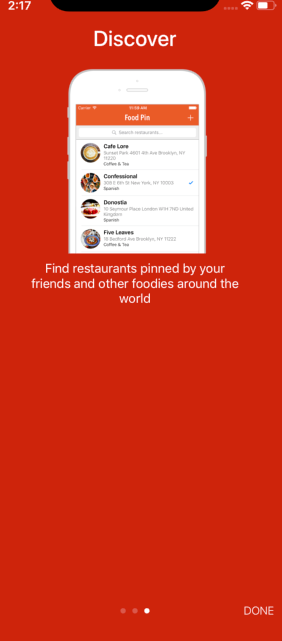 2:17
Discover
Carrier
11:59 AM
Food Pin
+
Search restaurants...
Cafe Lore
Sunset Park 4601 4th Ave Brooklyn, NY
11220
Coffee & Tea
Confessional
308 E 6th St New York, NY 10003
Spanish
Donostia
10 Seymour Place London W1H 7ND United
Kingdom
Spanish
Five Leaves
18 Bedford Ave Brooklyn, NY 11222
Coffee & Tea
Find restaurants pinned by your
friends and other foodies around the
world
DONE